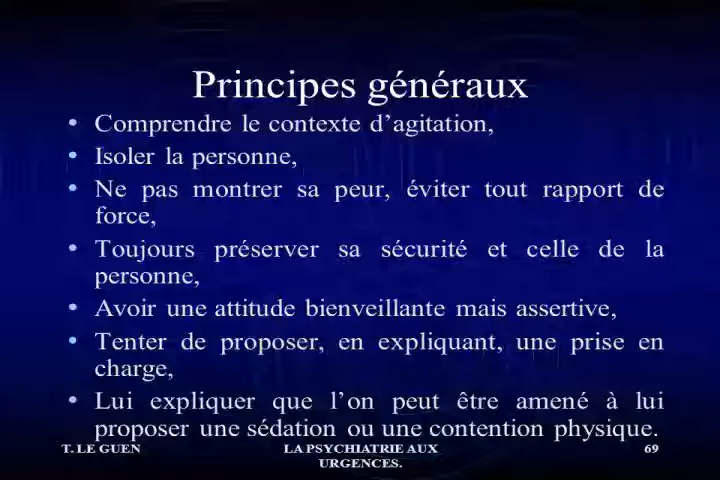 Principes généraux
• Comprendre le contexte d'agitation,
• Isoler la personne,
• Ne pas montrer sa peur, éviter tout rapport de
force,
• Toujours préserver sa sécurité et celle de la
personne,
• Avoir une attitude bienveillante mais assertive,
• Tenter de proposer, en expliquant, une prise en
charge,
• Lui expliquer que l'on peut être amené à lui
proposer une sédation ou une contention physique.
T. LE GUEN
LA PSYCHIATRIE AUX
URGENCES.
69